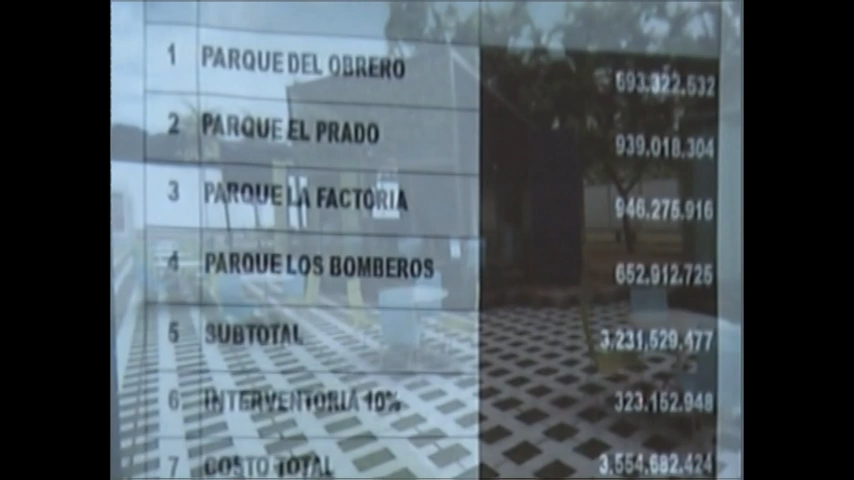 1 PARQUE DEL OBRERO 693.322.532
2 PARQUE EL PRADO 939.018.304
3 PARQUE LA FACTORIA 946.275.916
4 PARQUE LOS BOMBEROS 652.912.725
5 SUBTOTAL 3.231.529.477
6 INTERVENTORIA 10% 323.152.948
7 COSTO TOTAL 3.554.682.424